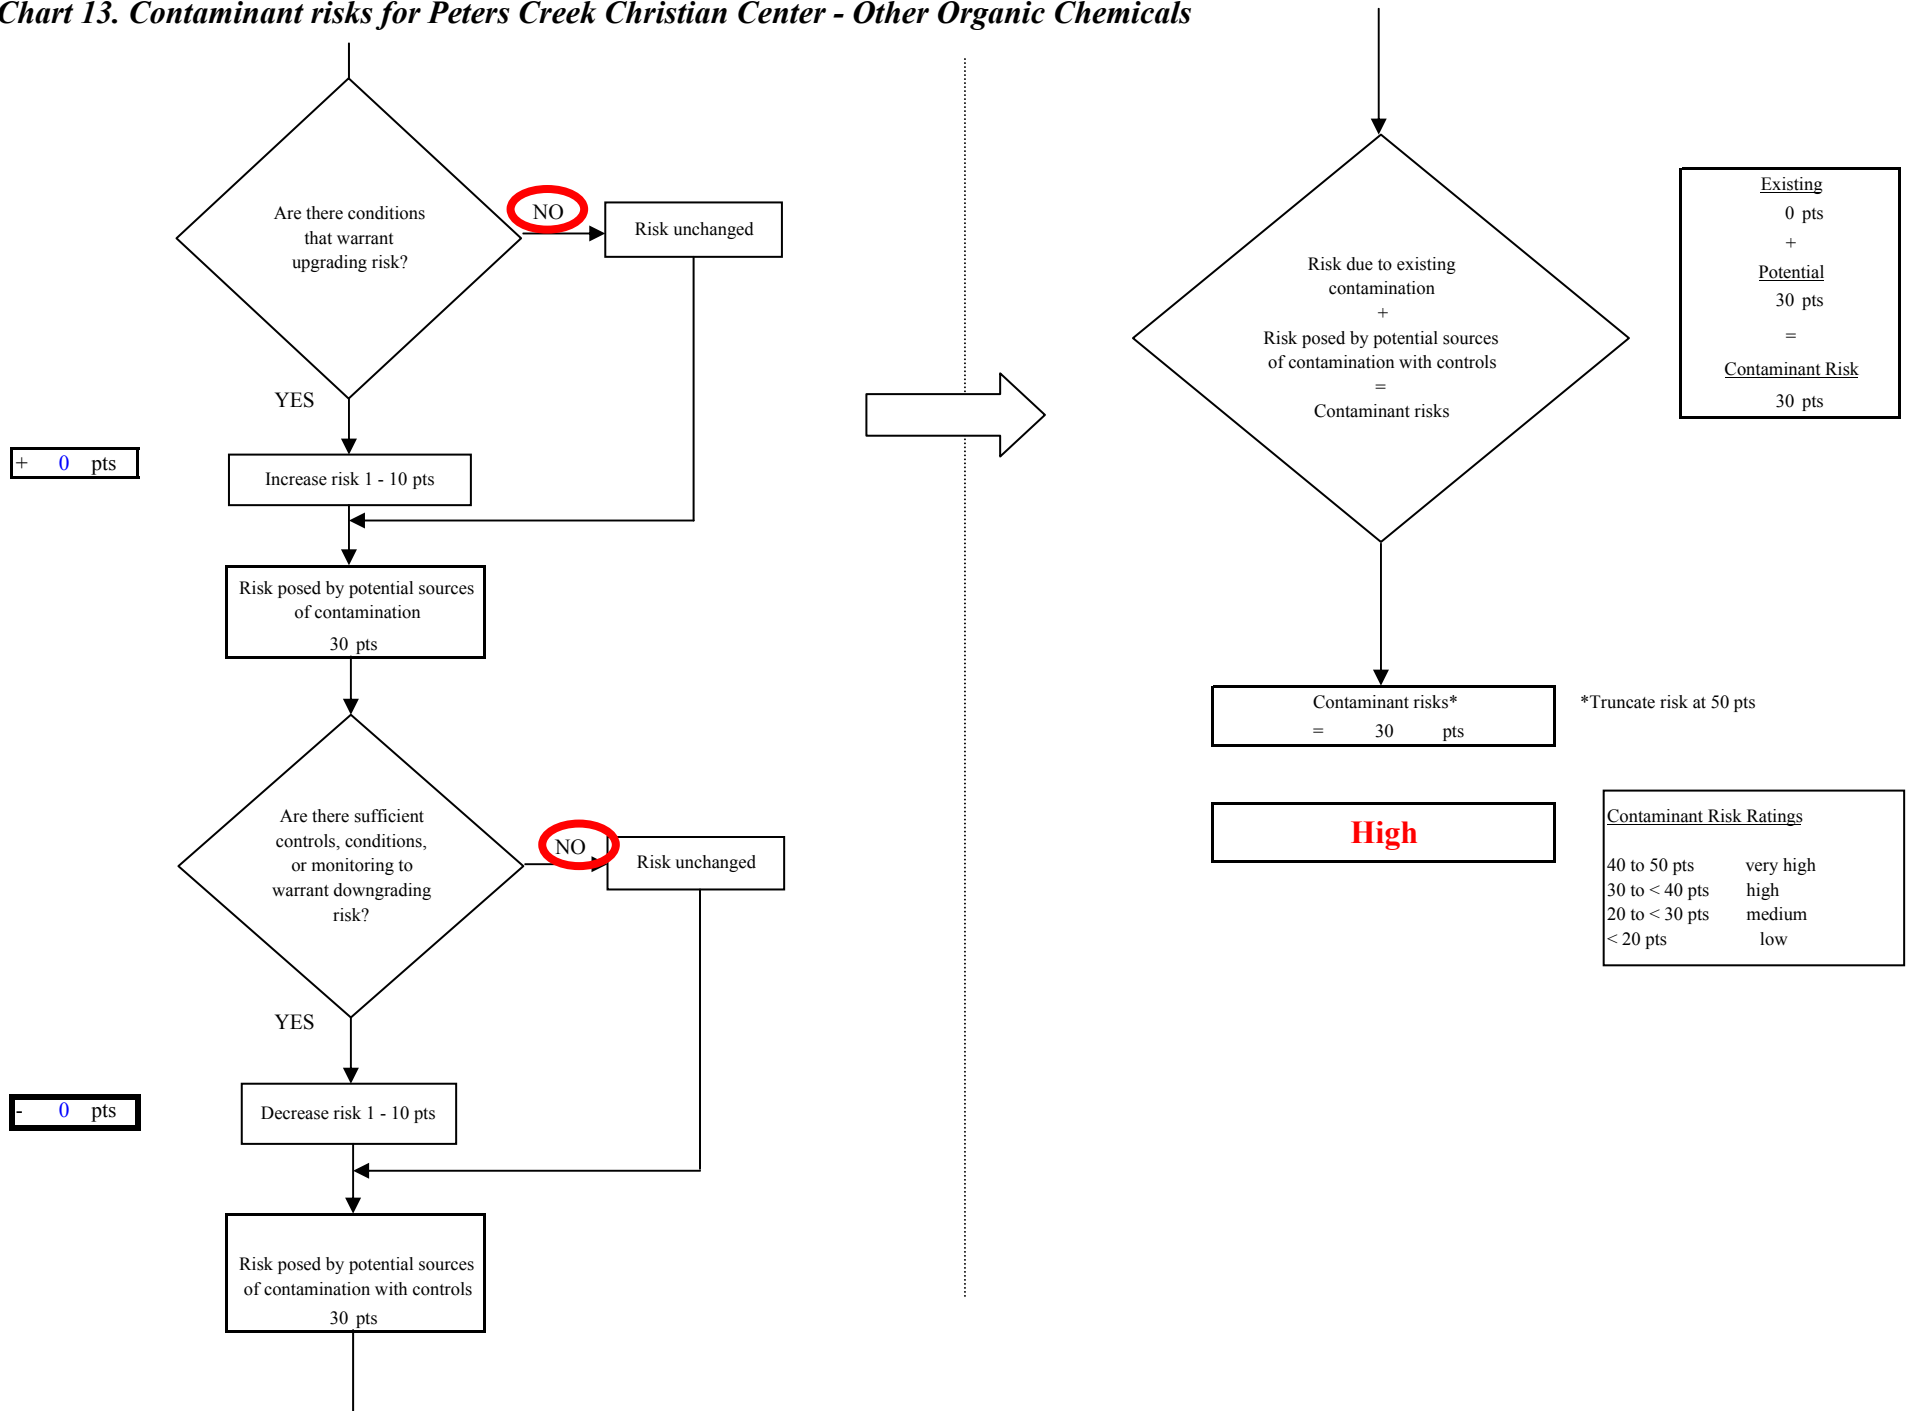 Chart 13. Contaminant risks for Peters Creek Christian Center - Other Organic Chemicals
Are there conditions
that warrant
upgrading risk?
NO
Risk unchanged
YES
+ 0 pts
Increase risk 1 - 10 pts
Risk posed by potential sources
of contamination
30 pts
Are there sufficient
controls, conditions,
or monitoring to
warrant downgrading
risk?
NO
Risk unchanged
YES
- 0 pts
Decrease risk 1 - 10 pts
Risk posed by potential sources
of contamination with controls
30 pts
Risk due to existing
contamination
+
Risk posed by potential sources
of contamination with controls
=
Contaminant risks
Existing
0 pts
+
Potential
30 pts
=
Contaminant Risk
30 pts
Contaminant risks*
= 30 pts
*Truncate risk at 50 pts
High
Contaminant Risk Ratings
40 to 50 pts very high
30 to < 40 pts high
20 to < 30 pts medium
< 20 pts low